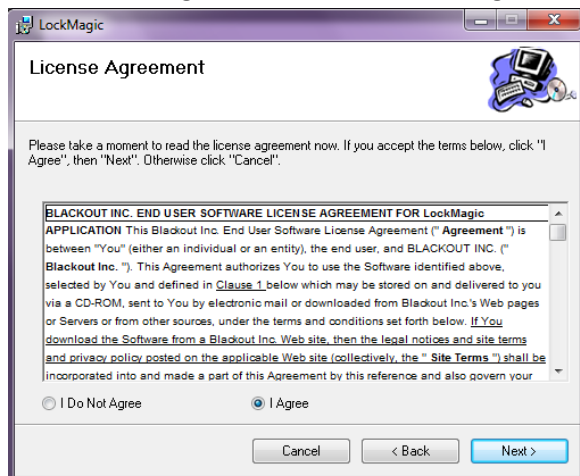 LockMagic
License Agreement
Please take a moment to read the license agreement now. If you accept the terms below, click "I
Agree", then "Next". Otherwise click "Cancel".
BLACKOUT INC. END USER SOFTWARE LICENSE AGREEMENT FOR LockMagic
APPLICATION This Blackout Inc. End User Software License Agreement (" Agreement ") is
between "You" (either an individual or an entity), the end user, and BLACKOUT INC. ("
Blackout Inc. "). This Agreement authorizes You to use the Software identified above,
selected by You and defined in Clause 1 below which may be stored on and delivered to you
via a CD-ROM, sent to You by electronic mail or downloaded from Blackout Inc.'s Web pages
or Servers or from other sources, under the terms and conditions set forth below. If You
download the Software from a Blackout Inc. Web site, then the legal notices and site terms
and privacy policy posted on the applicable Web site (collectively, the " Site Terms ") shall be
incorporated into and made a part of this Agreement by this reference and also govern your
I Do Not Agree
I Agree
Cancel
< Back
Next >